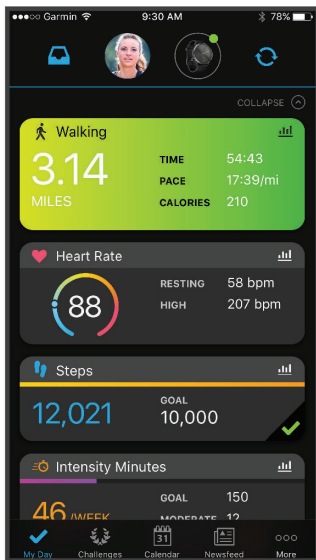 Garmin 9:30 AM 78%
COLLAPSE
Walking
3.14
MILES
TIME 54:43
PACE 17:39/mi
CALORIES 210
Heart Rate
88
RESTING 58 bpm
HIGH 207 bpm
Steps
12,021
GOAL
10,000
Intensity Minutes
46 /WEEK
GOAL 150
MODERATE 12
31
My Day Challenges Calendar Newsfeed More